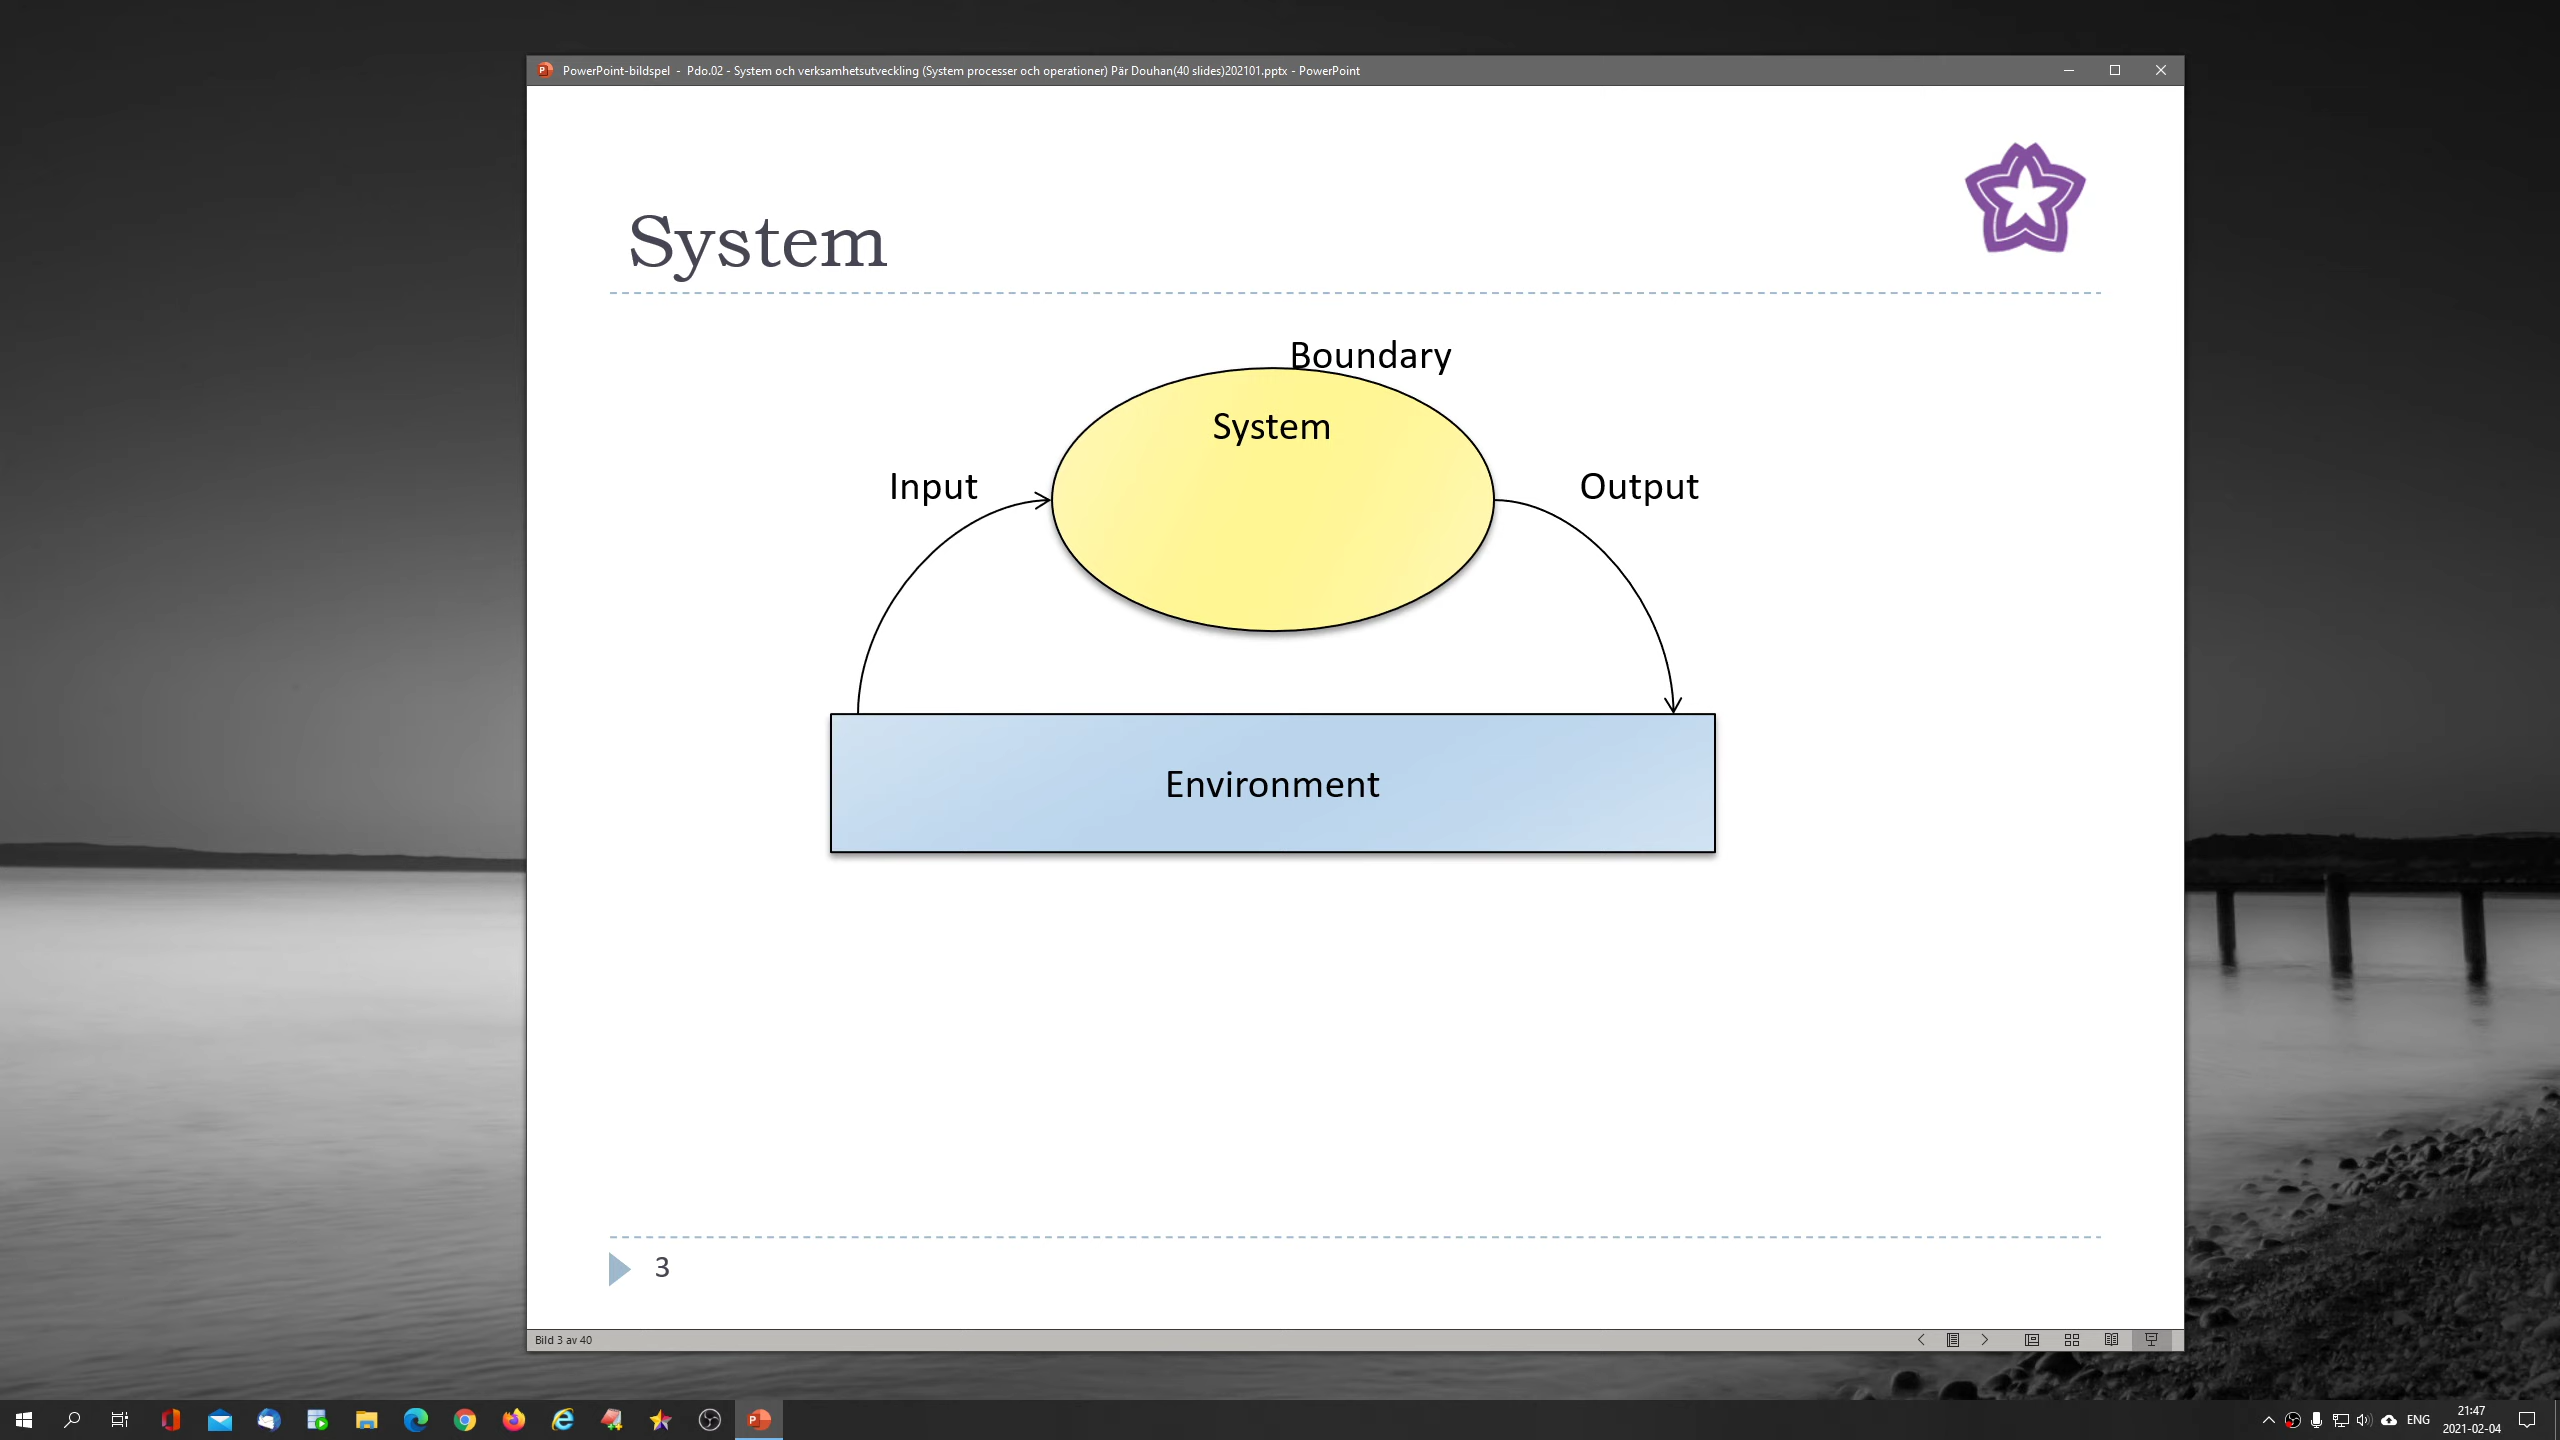 PowerPoint-bildspel - Pdo.02 - System och verksamhetsutveckling (System processer och operationer) Pär Douhan(40 slides)202101.pptx - PowerPoint
System
Boundary
System
Input
Output
Environment
3
Bild 3 av 40
ENG
21:47
2021-02-04